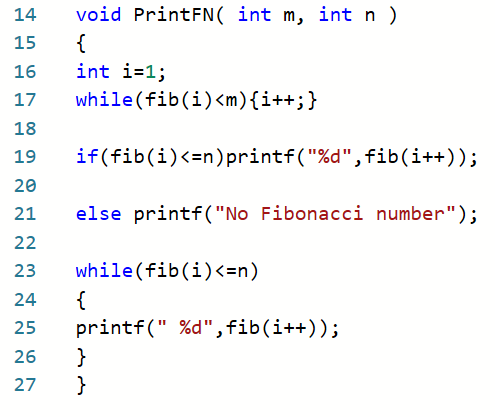 14 void PrintFN( int m, int n )
15 {
16 int i=1;
17 while(fib(i)<m){i++;}
18
19 if(fib(i)<=n)printf("%d",fib(i++));
20
21 else printf("No Fibonacci number");
22
23 while(fib(i)<=n)
24 {
25 printf(" %d",fib(i++));
26 }
27 }